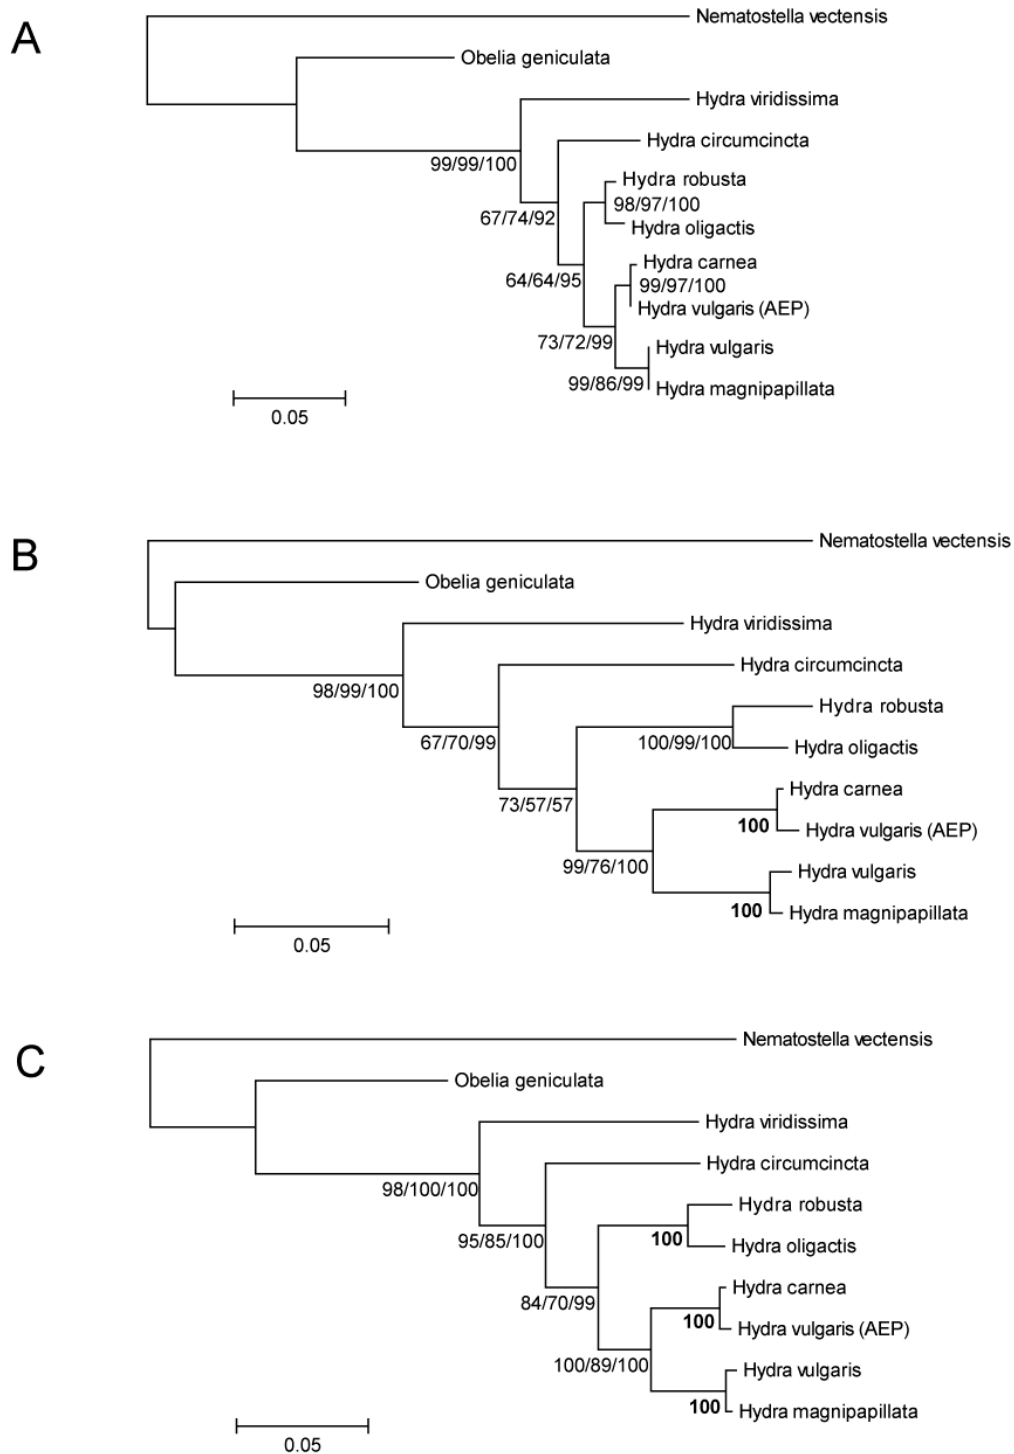 A
Nematostella vectensis
Obelia geniculata
Hydra viridissima
Hydra circumcincta
99/99/100
Hydra robusta
98/97/100
67/74/92
Hydra oligactis
Hydra carnea
64/64/95
99/97/100
Hydra vulgaris (AEP)
73/72/99
Hydra vulgaris
99/86/99
Hydra magnipapillata
0.05
B
Nematostella vectensis
Obelia geniculata
Hydra viridissima
Hydra circumcincta
98/99/100
Hydra robusta
67/70/99
100/99/100
Hydra oligactis
Hydra carnea
73/57/57
100
Hydra vulgaris (AEP)
99/76/100
Hydra vulgaris
100
Hydra magnipapillata
0.05
C
Nematostella vectensis
Obelia geniculata
Hydra viridissima
Hydra circumcincta
98/100/100
Hydra robusta
95/85/100
100
Hydra oligactis
Hydra carnea
84/70/99
100
Hydra vulgaris (AEP)
100/89/100
Hydra vulgaris
100
Hydra magnipapillata
0.05